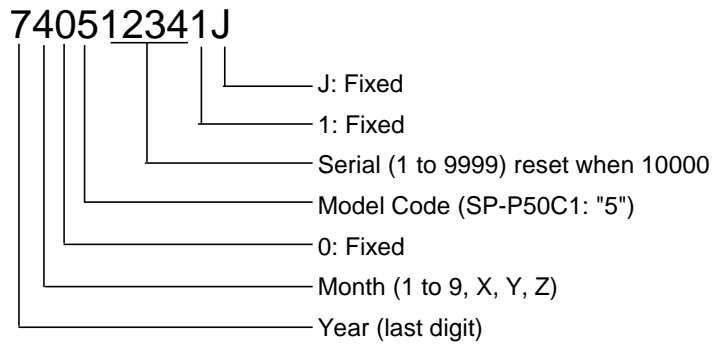 740512341J
J: Fixed
1: Fixed
Serial (1 to 9999) reset when 10000
Model Code (SP-P50C1: "5")
0: Fixed
Month (1 to 9, X, Y, Z)
Year (last digit)